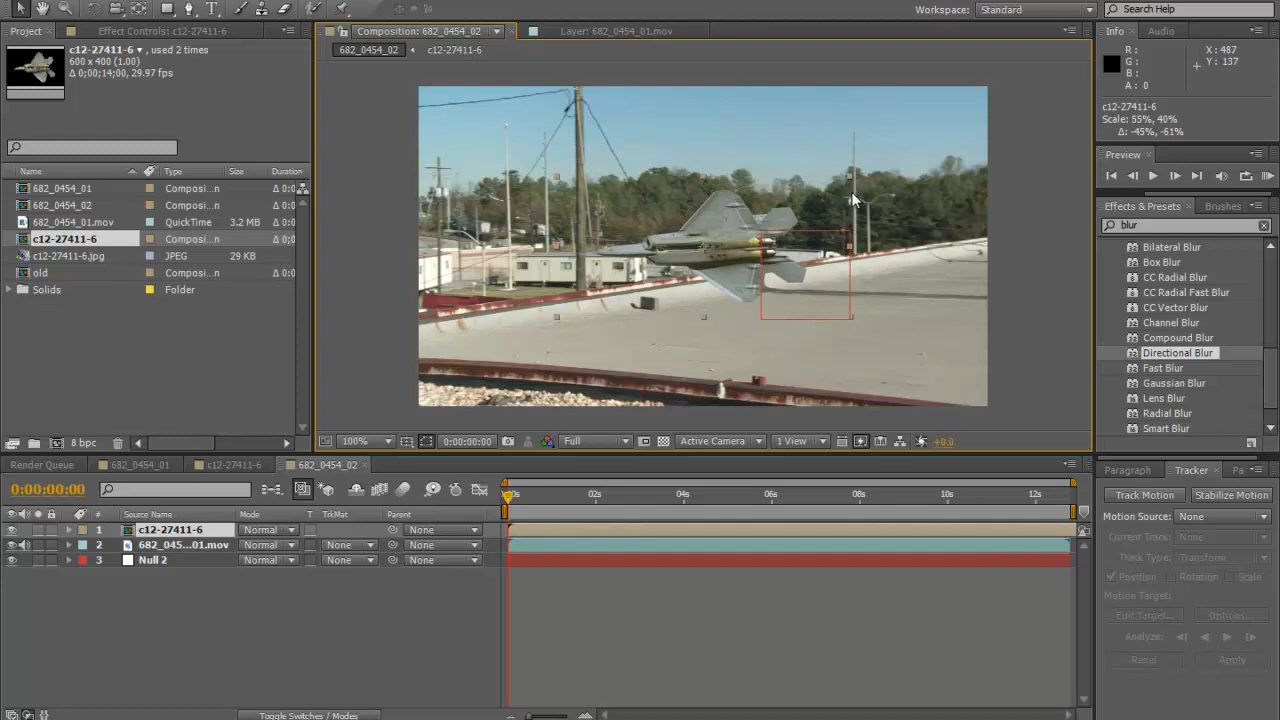 Workspace: Standard Search Help
Project Effect Controls: c12-27411-6
Composition: 682_0454_02 Layer: 682_0454_01.mov
Info Audio
c12-27411-6 , used 2 times
600 x 400 (1.00)
Δ 0;00;14;00, 29.97 fps
682_0454_02 c12-27411-6
R : X : 487
G : Y : 137
B :
A : 0
c12-27411-6
Scale: 55%, 40%
Δ: -45%, -61%
Preview
Name Type Size Duration
682_0454_01 Composi...n Δ 0:
682_0454_02 Composi...n Δ 0:
682_0454_01.mov QuickTime 3.2 MB Δ 0:
c12-27411-6 Composi...n Δ 0;
c12-27411-6.jpg JPEG 29 KB
old Composi...n Δ 0:
Solids Folder
Effects & Presets Brushes
blur
Bilateral Blur
Box Blur
CC Radial Blur
CC Radial Fast Blur
CC Vector Blur
Channel Blur
Compound Blur
Directional Blur
Fast Blur
Gaussian Blur
Lens Blur
Radial Blur
Smart Blur
8 bpc
100% 0:00:00:00 Full Active Camera 1 View +0.0
Render Queue 682_0454_01 c12-27411-6 682_0454_02
0:00:00:00
# Source Name Mode T TrkMat Parent
02s 04s 06s 08s 10s 12s
1 c12-27411-6 Normal None
2 682_045...01.mov Normal None None
3 Null 2 Normal None None
Toggle Switches / Modes
Paragraph Tracker Pa
Track Motion Stabilize Motion
Motion Source: None
Current Track: None
Track Type: Transform
Position Rotation Scale
Motion Target:
Edit Target... Options...
Analyze:
Reset Apply